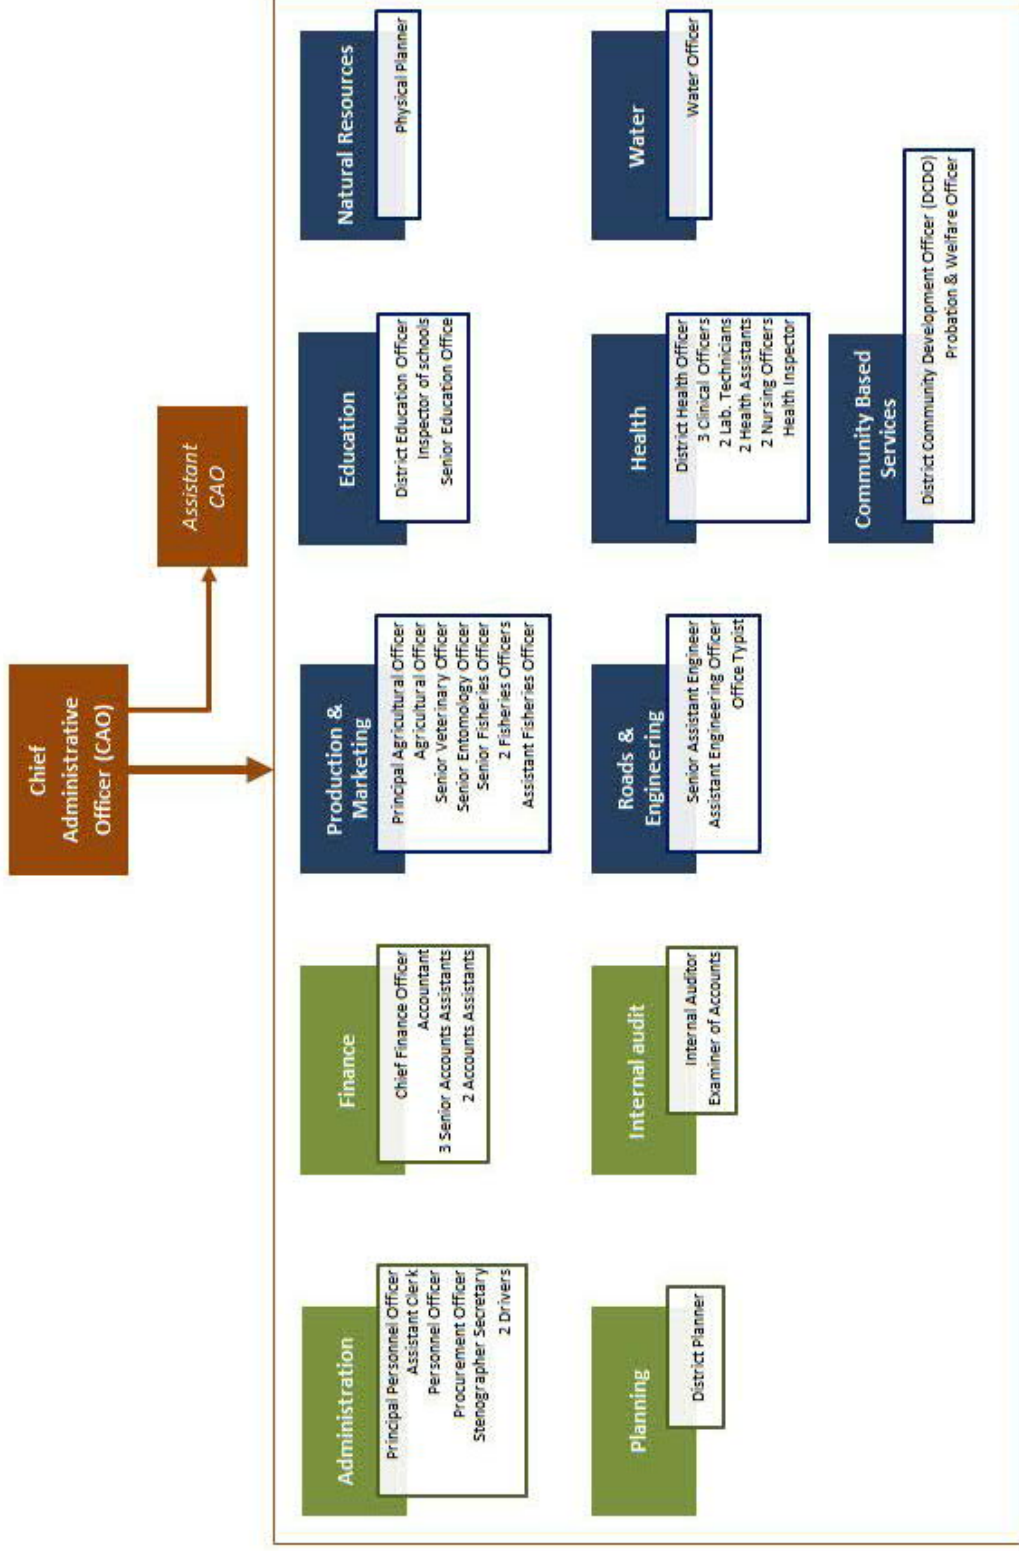 Chief
Administrative
Officer (CAO)
Assistant
CAO
Administration
Principal Personnel Officer
Assistant Clerk
Personnel Officer
Procurement Officer
Stenographer Secretary
2 Drivers
Finance
Chief Finance Officer
Accountant
3 Senior Accounts Assistants
2 Accounts Assistants
Production &
Marketing
Principal Agricultural Officer
Agricultural Officer
Senior Veterinary Officer
Senior Entomology Officer
Senior Fisheries Officer
2 Fisheries Officers
Assistant Fisheries Officer
Education
District Education Officer
Inspector of schools
Senior Education Office
Natural Resources
Physical Planner
Planning
District Planner
Internal audit
Internal Auditor
Examiner of Accounts
Roads &
Engineering
Senior Assistant Engineer
Assistant Engineering Officer
Office Typist
Health
District Health Officer
3 Clinical Officers
2 Lab. Technicians
2 Health Assistants
2 Nursing Officers
Health Inspector
Water
Water Officer
Community Based
Services
District Community Development Officer (DCDO)
Probation & Welfare Officer